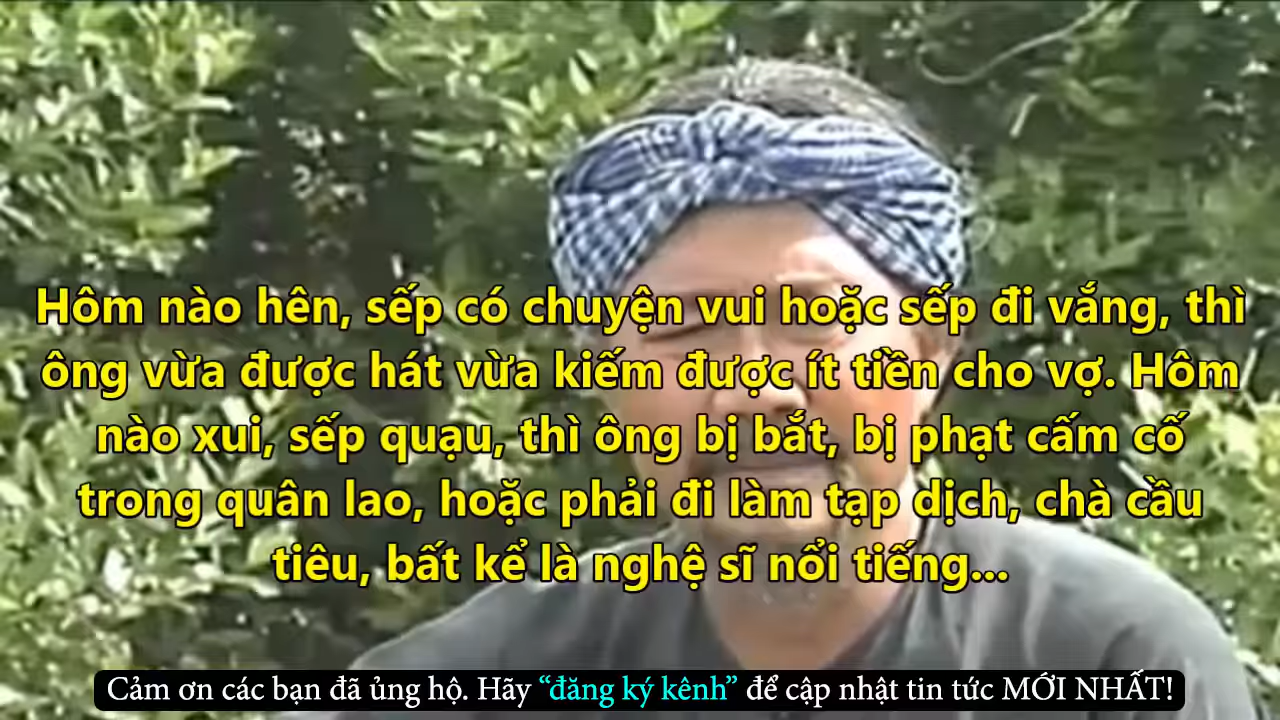 Hôm nào hên, sếp có chuyện vui hoặc sếp đi vắng, thì
ông vừa được hát vừa kiếm được ít tiền cho vợ. Hôm
nào xui, sếp quạu, thì ông bị bắt, bị phạt cấm cố
trong quân lao, hoặc phải đi làm tạp dịch, chà cầu
tiêu, bất kể là nghệ sĩ nổi tiếng...
Cảm ơn các bạn đã ủng hộ. Hãy “đăng ký kênh” để cập nhật tin tức MỚI NHẤT!